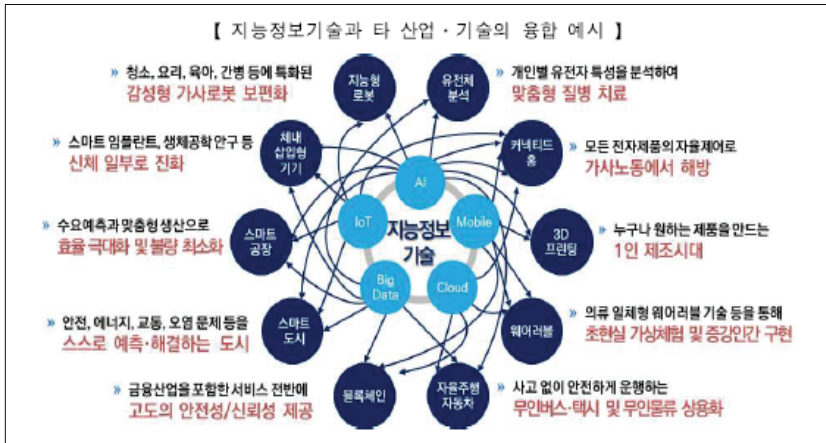 【 지능정보기술과 타 산업 · 기술의 융합 예시 】
» 청소, 요리, 육아, 간병 등에 특화된
감성형 가사로봇 보편화
지능형
로봇
유전체
분석
» 개인별 유전자 특성을 분석하여
맞춤형 질병 치료
» 스마트 임플란트, 생체공학 안구 등
신체 일부로 진화
체내
삽입형
기기
커넥티드
홈
» 모든 전자제품의 자율제어로
가사노동에서 해방
AI
IoT
Mobile
지능정보
기술
Big
Data
Cloud
» 수요예측과 맞춤형 생산으로
효율 극대화 및 불량 최소화
스마트
공장
3D
프린팅
» 누구나 원하는 제품을 만드는
1인 제조시대
» 안전, 에너지, 교통, 오염 문제 등을
스스로 예측·해결하는 도시
스마트
도시
웨어러블
» 의류 일체형 웨어러블 기술 등을 통해
초현실 가상체험 및 증강인간 구현
» 금융산업을 포함한 서비스 전반에
고도의 안전성/신뢰성 제공
블록체인
자율주행
자동차
» 사고 없이 안전하게 운행하는
무인버스·택시 및 무인물류 상용화